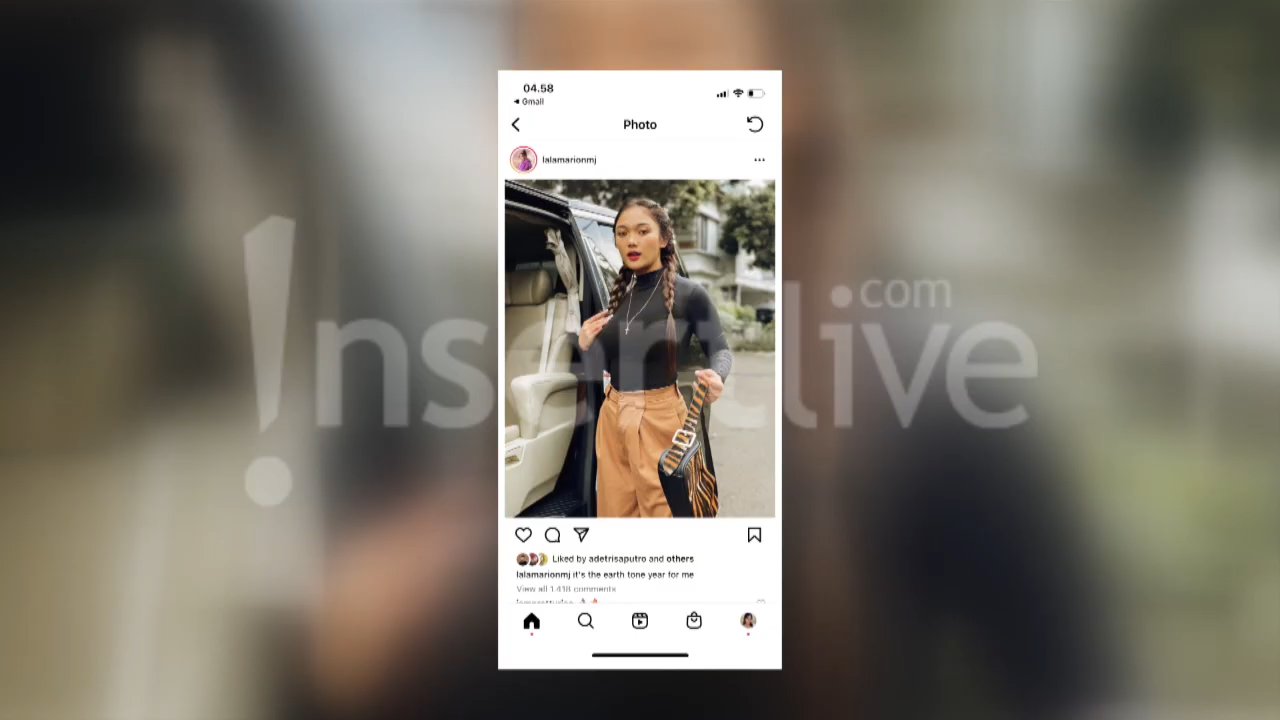 04.58
Gmail
Photo
lalamarionmj
Liked by adetrisaputro and others
lalamarionmj it's the earth tone year for me
View all 1.418 comments
!nsertlive.com